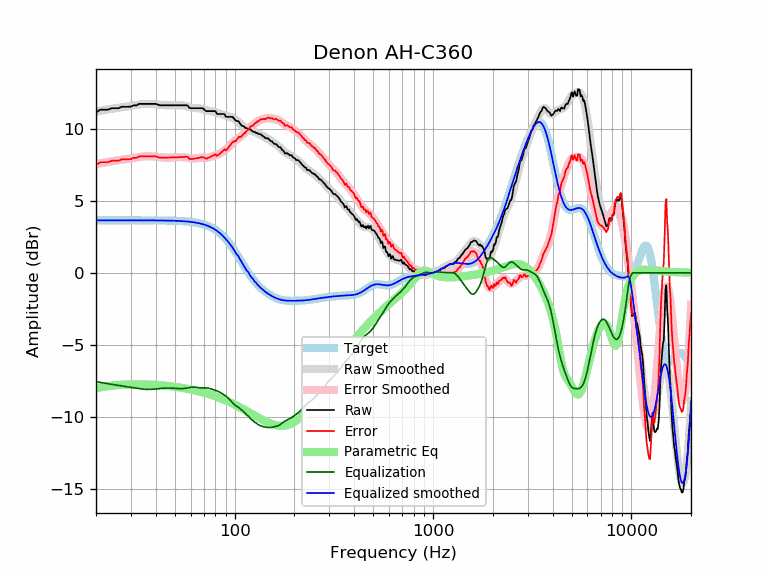 Denon AH-C360
Amplitude (dBr)
10
5
0
−5
−10
−15
Target
Raw Smoothed
Error Smoothed
Raw
Error
Parametric Eq
Equalization
Equalized smoothed
100
1000
10000
Frequency (Hz)